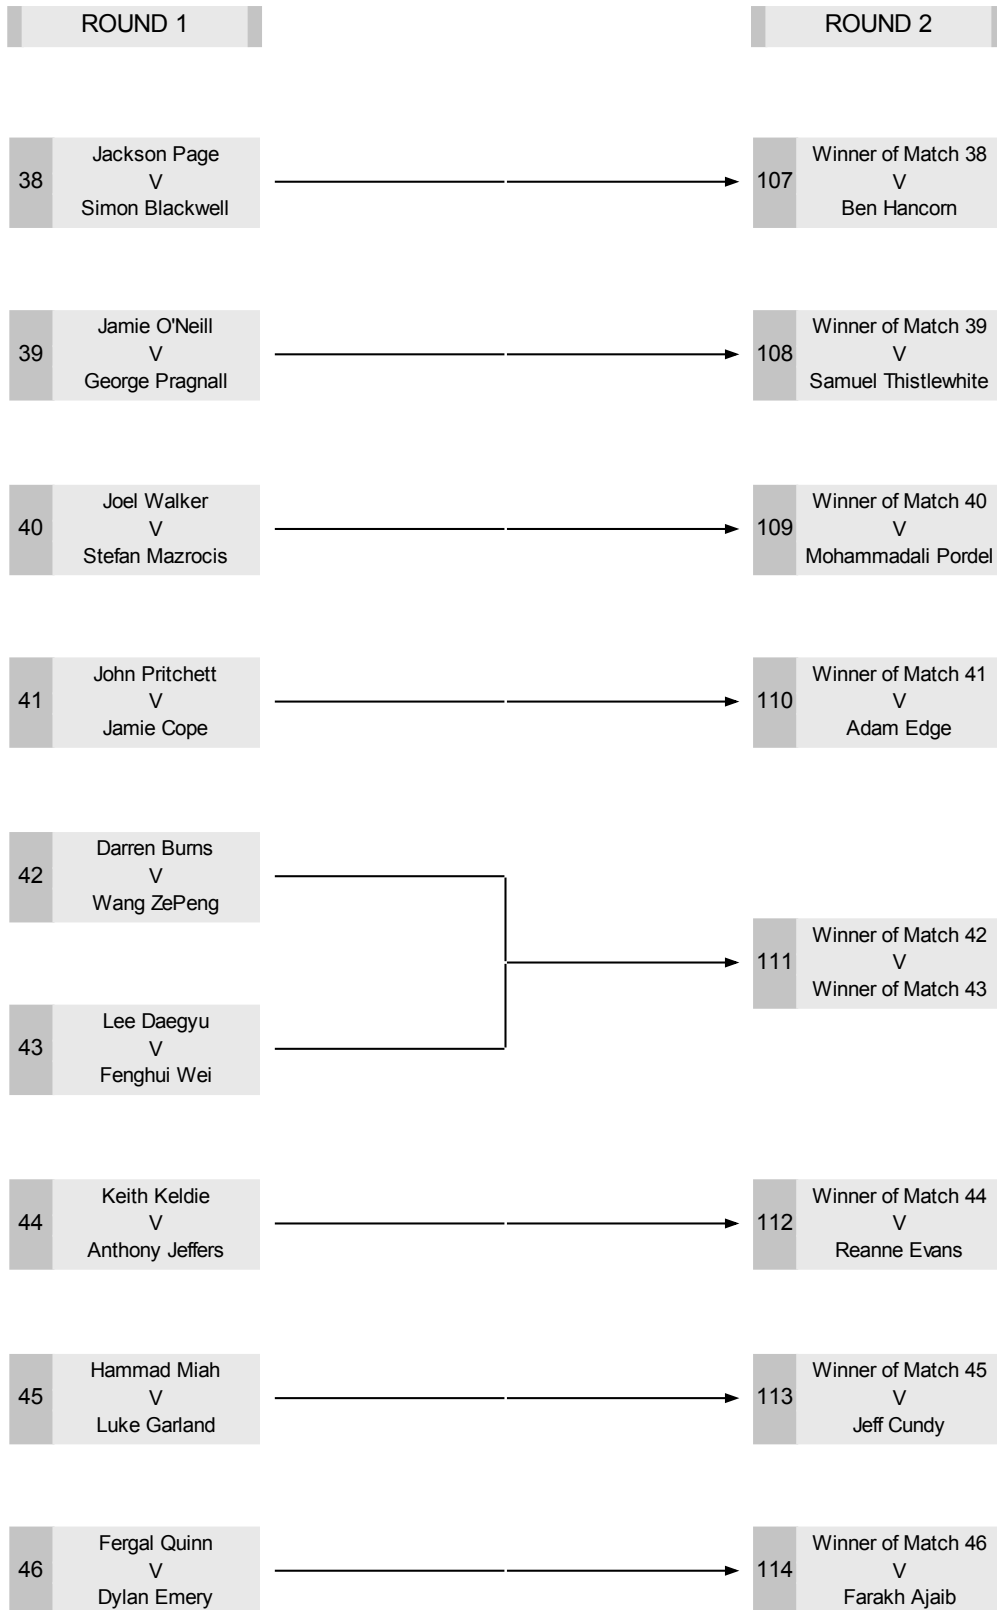 ROUND 1
ROUND 2
38
Jackson Page
V
Simon Blackwell
107
Winner of Match 38
V
Ben Hancorn
39
Jamie O'Neill
V
George Pragnall
108
Winner of Match 39
V
Samuel Thistlewhite
40
Joel Walker
V
Stefan Mazrocis
109
Winner of Match 40
V
Mohammadali Pordel
41
John Pritchett
V
Jamie Cope
110
Winner of Match 41
V
Adam Edge
42
Darren Burns
V
Wang ZePeng
111
Winner of Match 42
V
Winner of Match 43
43
Lee Daegyu
V
Fenghui Wei
44
Keith Keldie
V
Anthony Jeffers
112
Winner of Match 44
V
Reanne Evans
45
Hammad Miah
V
Luke Garland
113
Winner of Match 45
V
Jeff Cundy
46
Fergal Quinn
V
Dylan Emery
114
Winner of Match 46
V
Farakh Ajaib